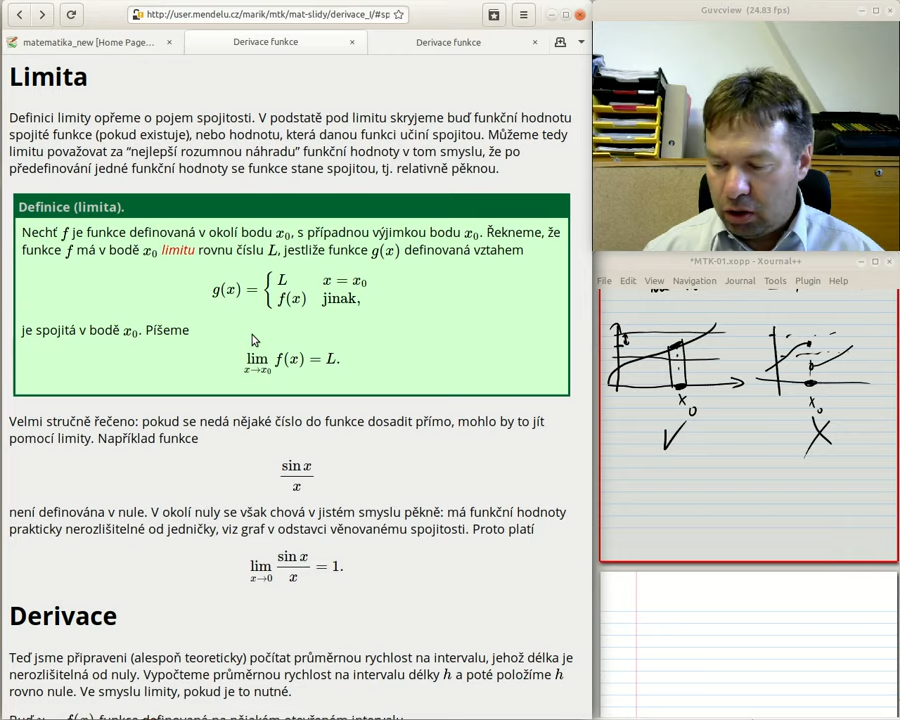 http://user.mendelu.cz/marik/mtk/mat-slidy/derivace_I/#sp
Guvcview (24.83 fps)
matematika_new [Home Page... ×
Derivace funkce ×
Derivace funkce ×
Limita
Definici limity opřeme o pojem spojitosti. V podstatě pod limitu skryjeme buď funkční hodnotu
spojité funkce (pokud existuje), nebo hodnotu, která danou funkci učiní spojitou. Můžeme tedy
limitu považovat za “nejlepší rozumnou náhradu” funkční hodnoty v tom smyslu, že po
předefinování jedné funkční hodnoty se funkce stane spojitou, tj. relativně pěknou.
Definice (limita).
Nechť f je funkce definovaná v okolí bodu x₀, s případnou výjimkou bodu x₀. Řekneme, že
funkce f má v bodě x₀ limitu rovnu číslu L, jestliže funkce g(x) definovaná vztahem
g(x) = { L x = x₀
f(x) jinak,
je spojitá v bodě x₀. Píšeme
lim x→x₀ f(x) = L.
Velmi stručně řečeno: pokud se nedá nějaké číslo do funkce dosadit přímo, mohlo by to jít
pomocí limity. Například funkce
sin x
x
není definována v nule. V okolí nuly se však chová v jistém smyslu pěkně: má funkční hodnoty
prakticky nerozlišitelné od jedničky, viz graf v odstavci věnovanému spojitosti. Proto platí
lim x→0 sin x / x = 1.
Derivace
Teď jsme připraveni (alespoň teoreticky) počítat průměrnou rychlost na intervalu, jehož délka je
nerozlišitelná od nuly. Vypočteme průměrnou rychlost na intervalu délky h a poté položíme h
rovno nule. Ve smyslu limity, pokud je to nutné.
*MTK-01.xopp - Xournal++
File Edit View Navigation Journal Tools Plugin Help
x₀ x₀